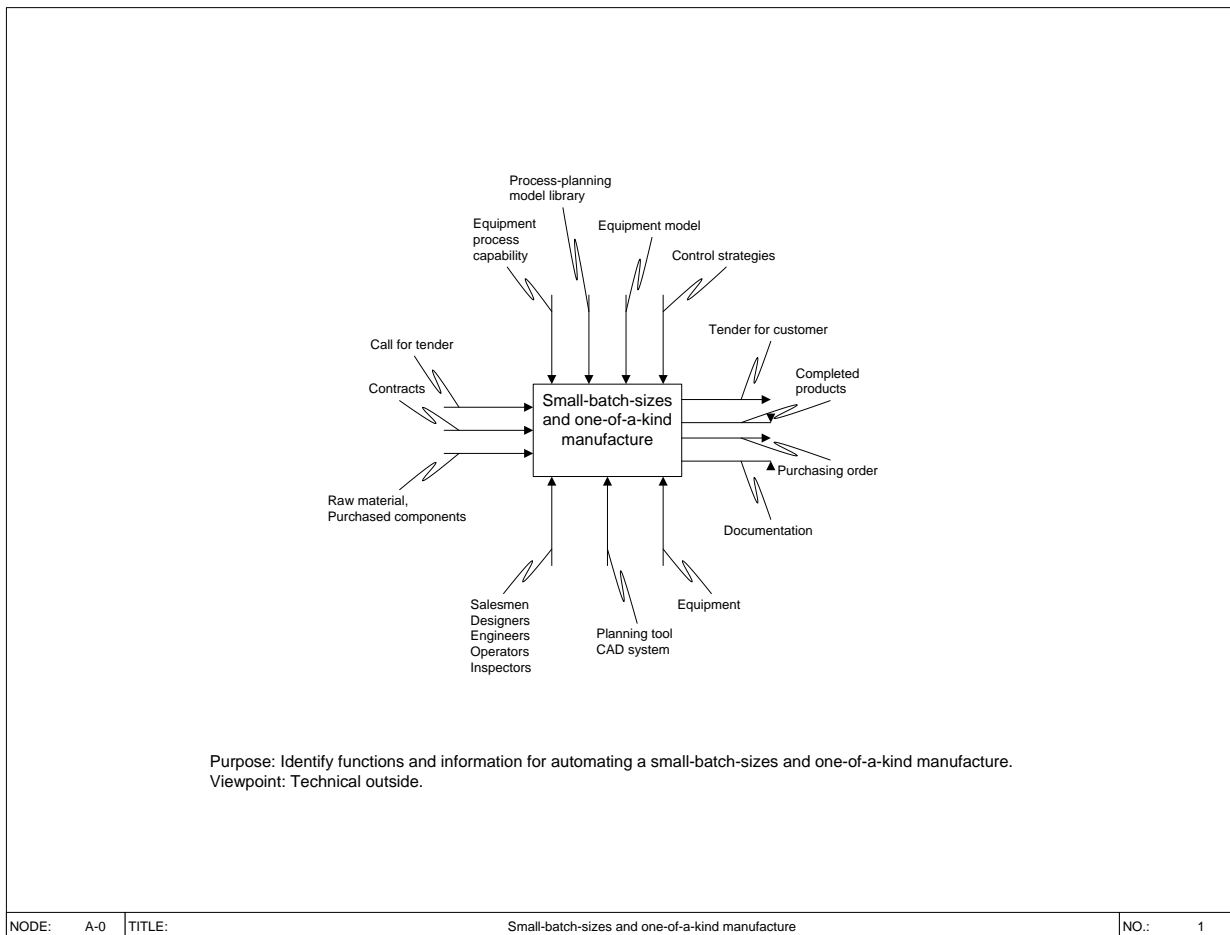 Process-planning
model library
Equipment
process
capability
Equipment model
Control strategies
Tender for customer
Call for tender
Completed
products
Contracts
Small-batch-sizes
and one-of-a-kind
manufacture
Purchasing order
Raw material,
Purchased components
Documentation
Salesmen
Designers
Engineers
Operators
Inspectors
Planning tool
CAD system
Equipment
Purpose: Identify functions and information for automating a small-batch-sizes and one-of-a-kind manufacture.
Viewpoint: Technical outside.
NODE: A-0 TITLE: Small-batch-sizes and one-of-a-kind manufacture NO.: 1